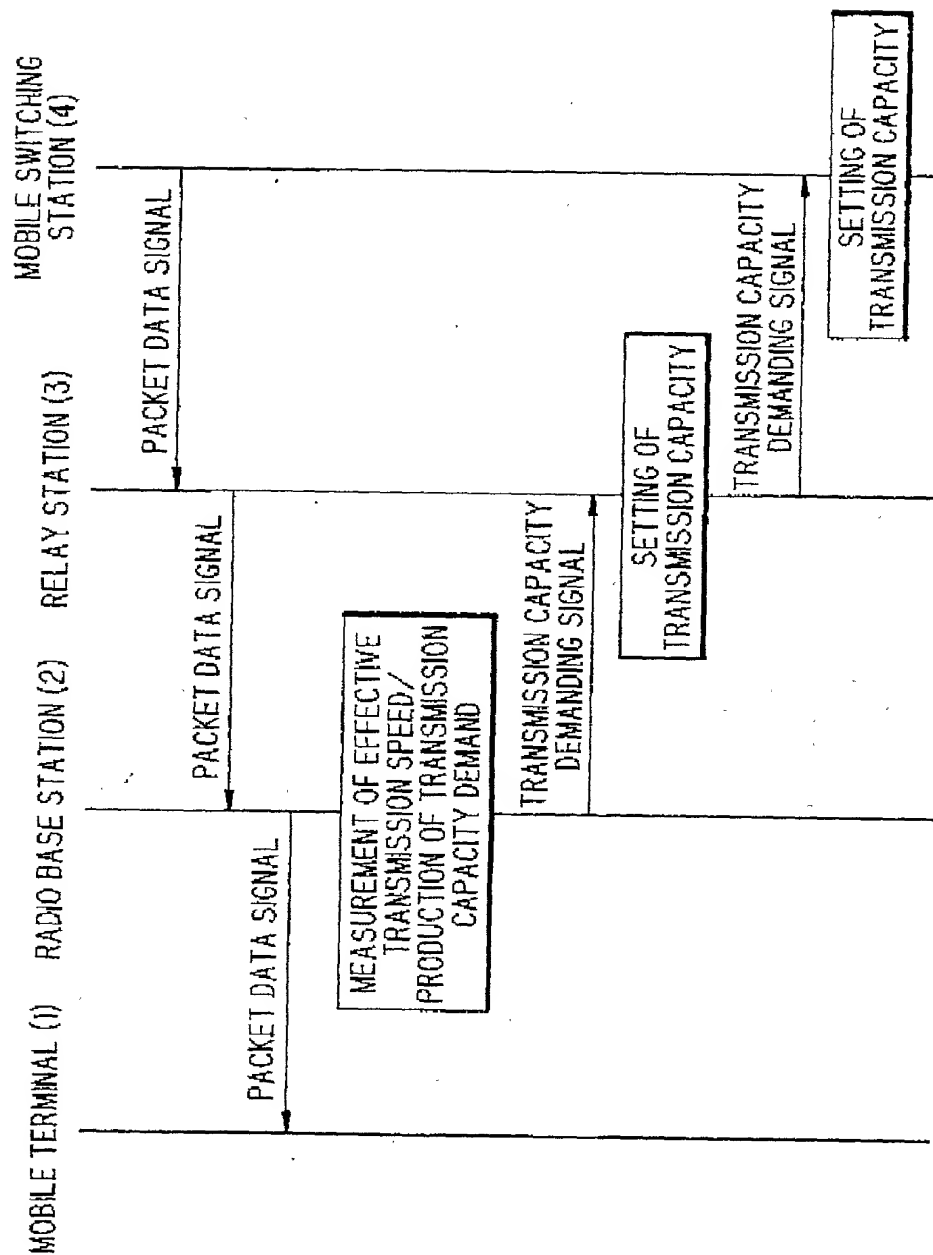 MOBILE TERMINAL (1)
RADIO BASE STATION (2)
RELAY STATION (3)
MOBILE SWITCHING
STATION (4)
PACKET DATA SIGNAL
PACKET DATA SIGNAL
PACKET DATA SIGNAL
MEASUREMENT OF EFFECTIVE
TRANSMISSION SPEED/
PRODUCTION OF TRANSMISSION
CAPACITY DEMAND
TRANSMISSION CAPACITY
DEMANDING SIGNAL
SETTING OF
TRANSMISSION CAPACITY
TRANSMISSION CAPACITY
DEMANDING SIGNAL
SETTING OF
TRANSMISSION CAPACITY